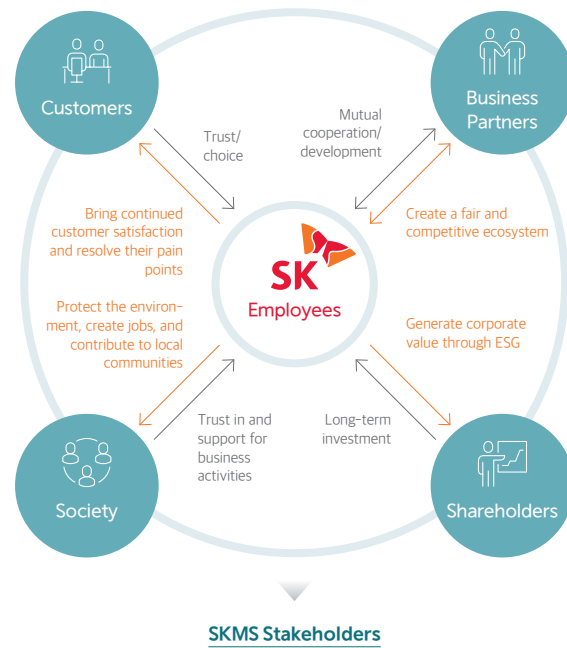 Customers
Business
Partners
Trust/
choice
Mutual
cooperation/
development
Bring continued
customer satisfaction
and resolve their pain
points
Create a fair and
competitive ecosystem
SK
Employees
Protect the environ-
ment, create jobs, and
contribute to local
communities
Generate corporate
value through ESG
Trust in and
support for
business
activities
Long-term
investment
Society
Shareholders
SKMS Stakeholders